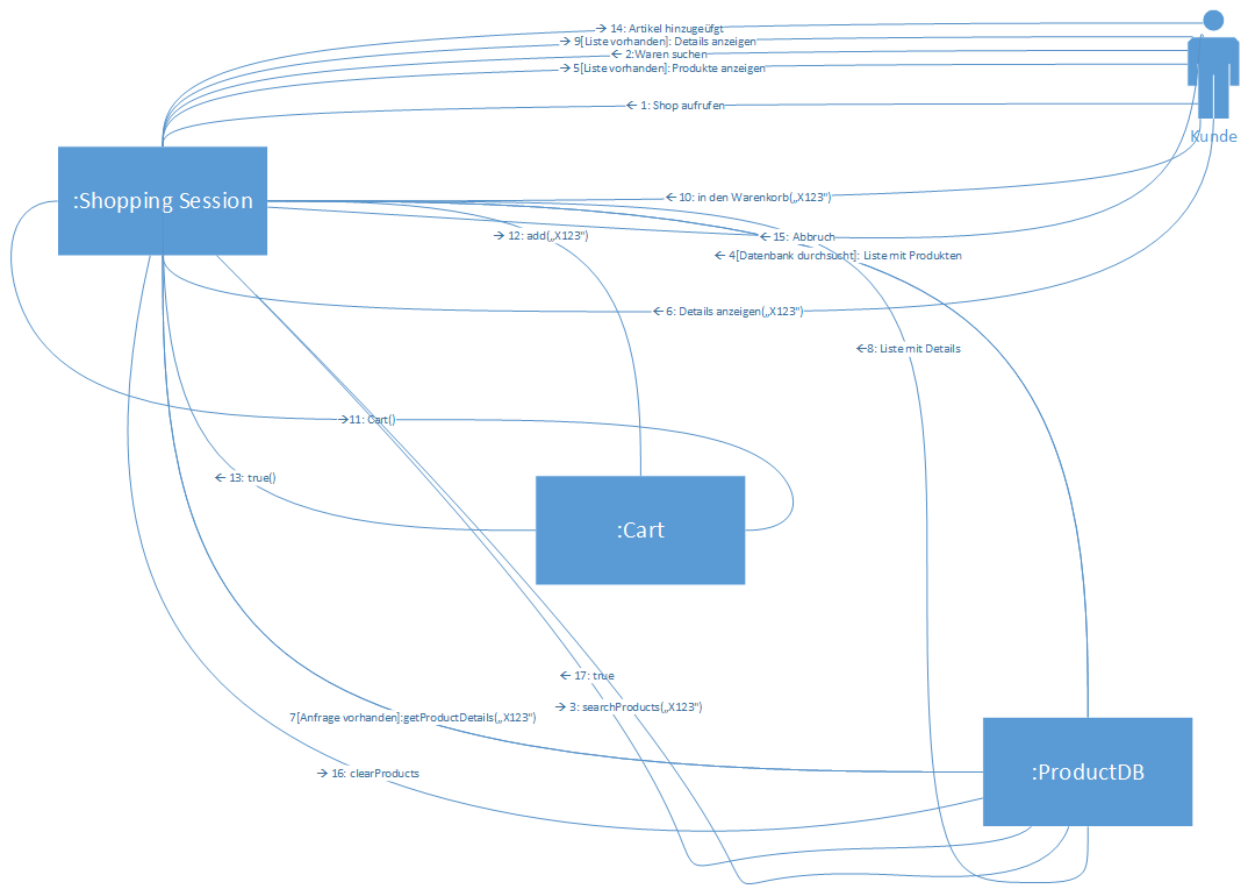 → 14: Artikel hinzugeüfgt
→ 9[Liste vorhanden]: Details anzeigen
← 2:Waren suchen
→ 5[Liste vorhanden]: Produkte anzeigen
← 1: Shop aufrufen
Kunde
:Shopping Session
← 10: in den Warenkorb(„X123")
→ 12: add(„X123")
← 15: Abbruch
← 4[Datenbank durchsucht]: Liste mit Produkten
← 6: Details anzeigen(„X123")
←8: Liste mit Details
→11: Cart()
← 13: true()
:Cart
← 17: true
→ 3: searchProducts(„X123")
7[Anfrage vorhanden]:getProductDetails(„X123")
→ 16: clearProducts
:ProductDB